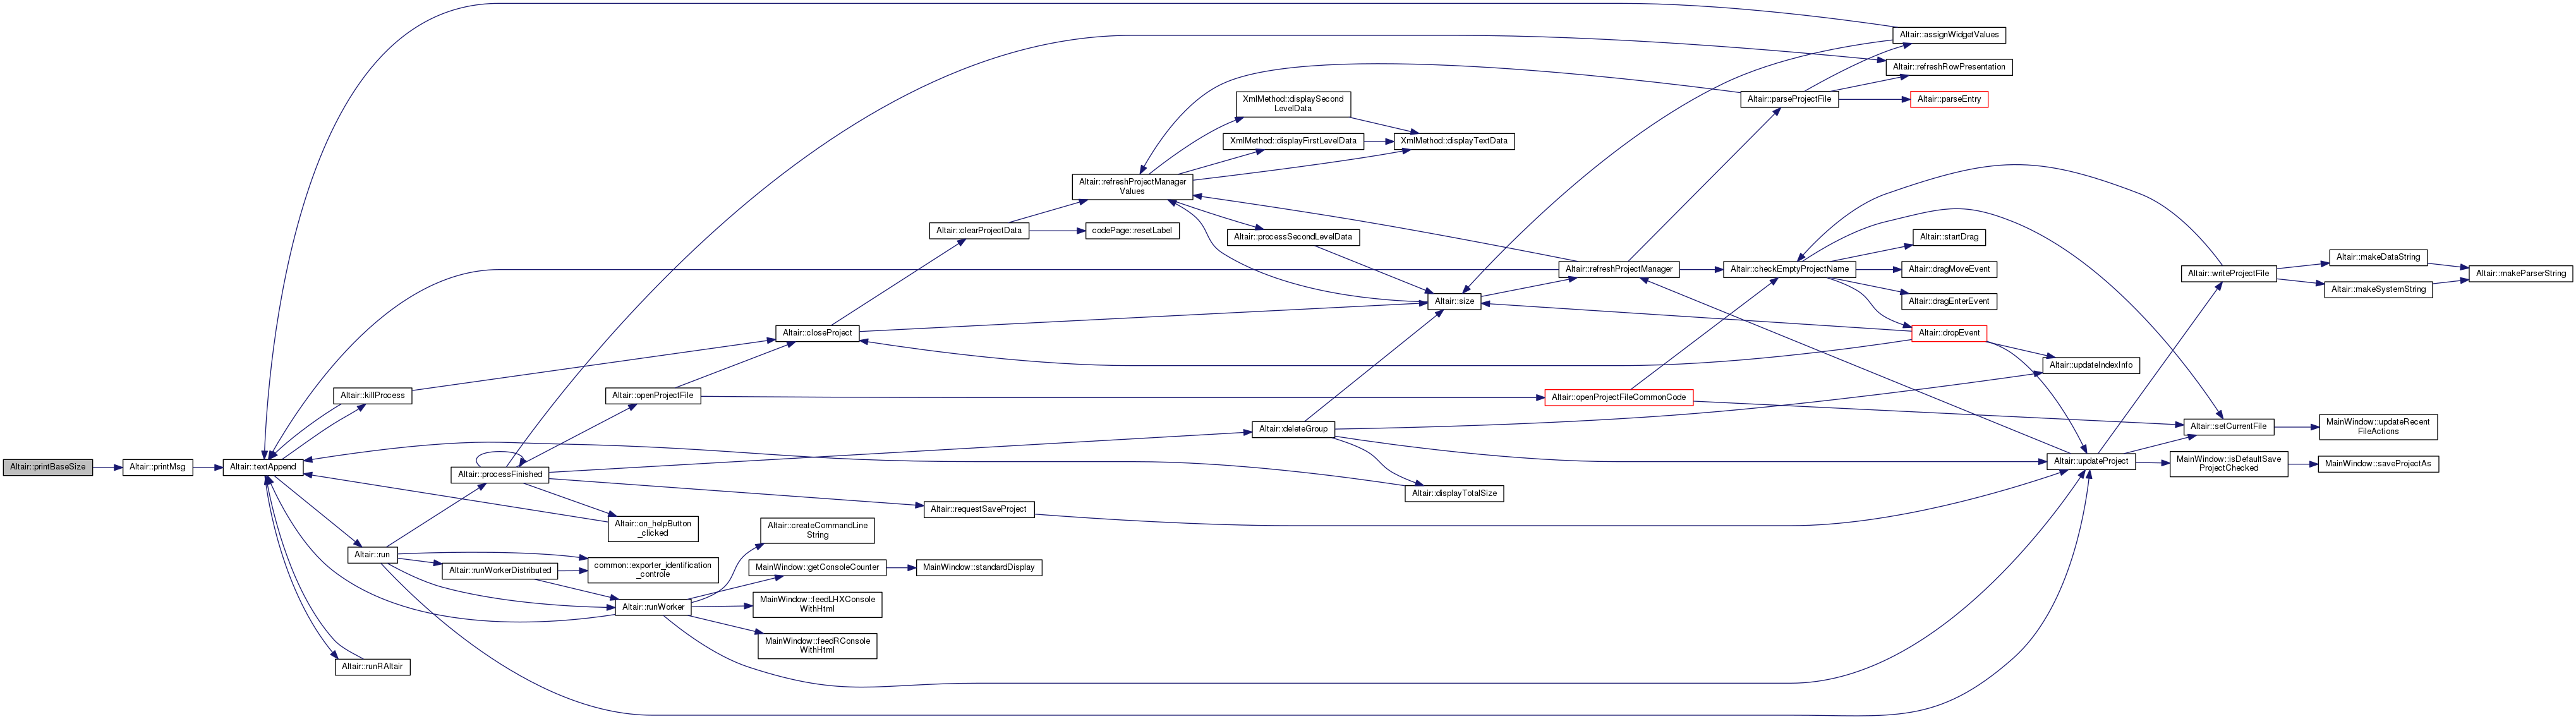 Altair::printBaseSize
Altair::printMsg
Altair::textAppend
Altair::killProcess
Altair::run
Altair::runRAltair
Altair::processFinished
Altair::runWorkerDistributed
Altair::openProjectFile
Altair::on_helpButton
_clicked
common::exporter_identification
_controle
Altair::runWorker
Altair::closeProject
Altair::createCommandLine
String
MainWindow::getConsoleCounter
MainWindow::feedLHXConsole
WithHtml
MainWindow::feedRConsole
WithHtml
Altair::clearProjectData
Altair::requestSaveProject
MainWindow::standardDisplay
Altair::refreshProjectManager
Values
codePage::resetLabel
XmlMethod::displaySecond
LevelData
XmlMethod::displayFirstLevelData
Altair::processSecondLevelData
Altair::deleteGroup
XmlMethod::displayTextData
Altair::size
Altair::displayTotalSize
Altair::refreshProjectManager
Altair::openProjectFileCommonCode
Altair::parseProjectFile
Altair::checkEmptyProjectName
Altair::assignWidgetValues
Altair::refreshRowPresentation
Altair::parseEntry
Altair::startDrag
Altair::dragMoveEvent
Altair::dragEnterEvent
Altair::dropEvent
Altair::updateIndexInfo
Altair::updateProject
Altair::writeProjectFile
Altair::setCurrentFile
MainWindow::isDefaultSave
ProjectChecked
Altair::makeDataString
Altair::makeSystemString
MainWindow::updateRecent
FileActions
MainWindow::saveProjectAs
Altair::makeParserString